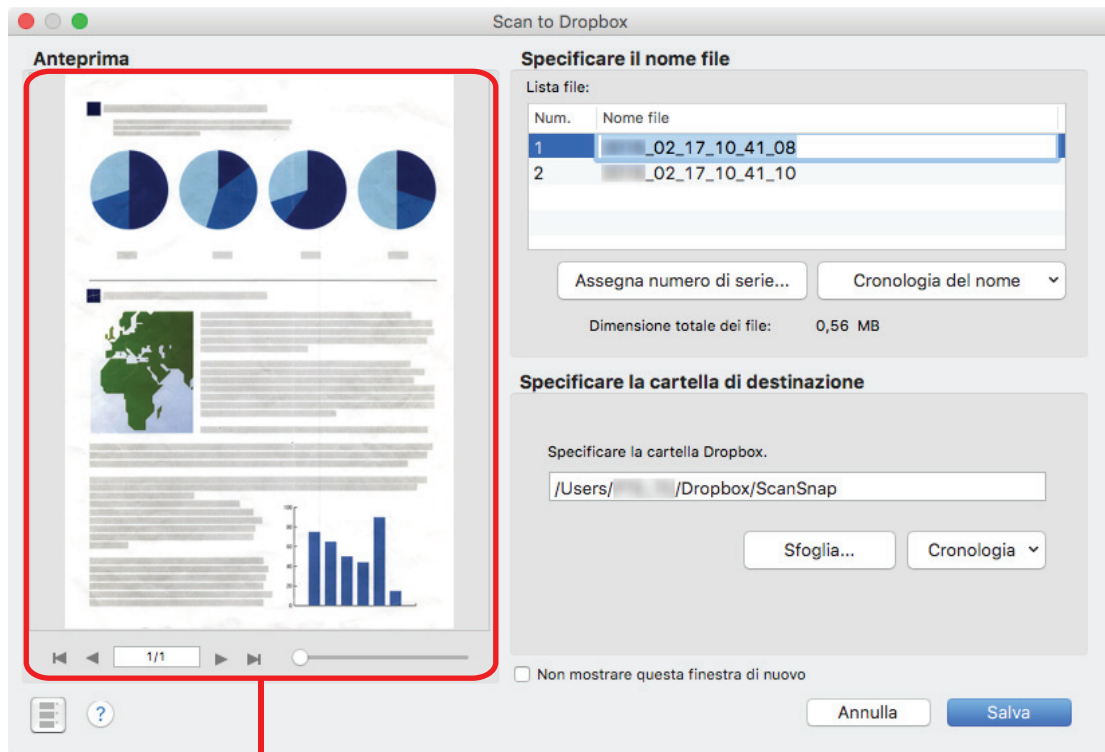 Scan to Dropbox
Anteprima
1/1
Specificare il nome file
Lista file:
Num. Nome file
1 _02_17_10_41_08
2 _02_17_10_41_10
Assegna numero di serie... Cronologia del nome
Dimensione totale dei file: 0,56 MB
Specificare la cartella di destinazione
Specificare la cartella Dropbox.
/Users/ /Dropbox/ScanSnap
Sfoglia... Cronologia
Non mostrare questa finestra di nuovo
?
Annulla Salva